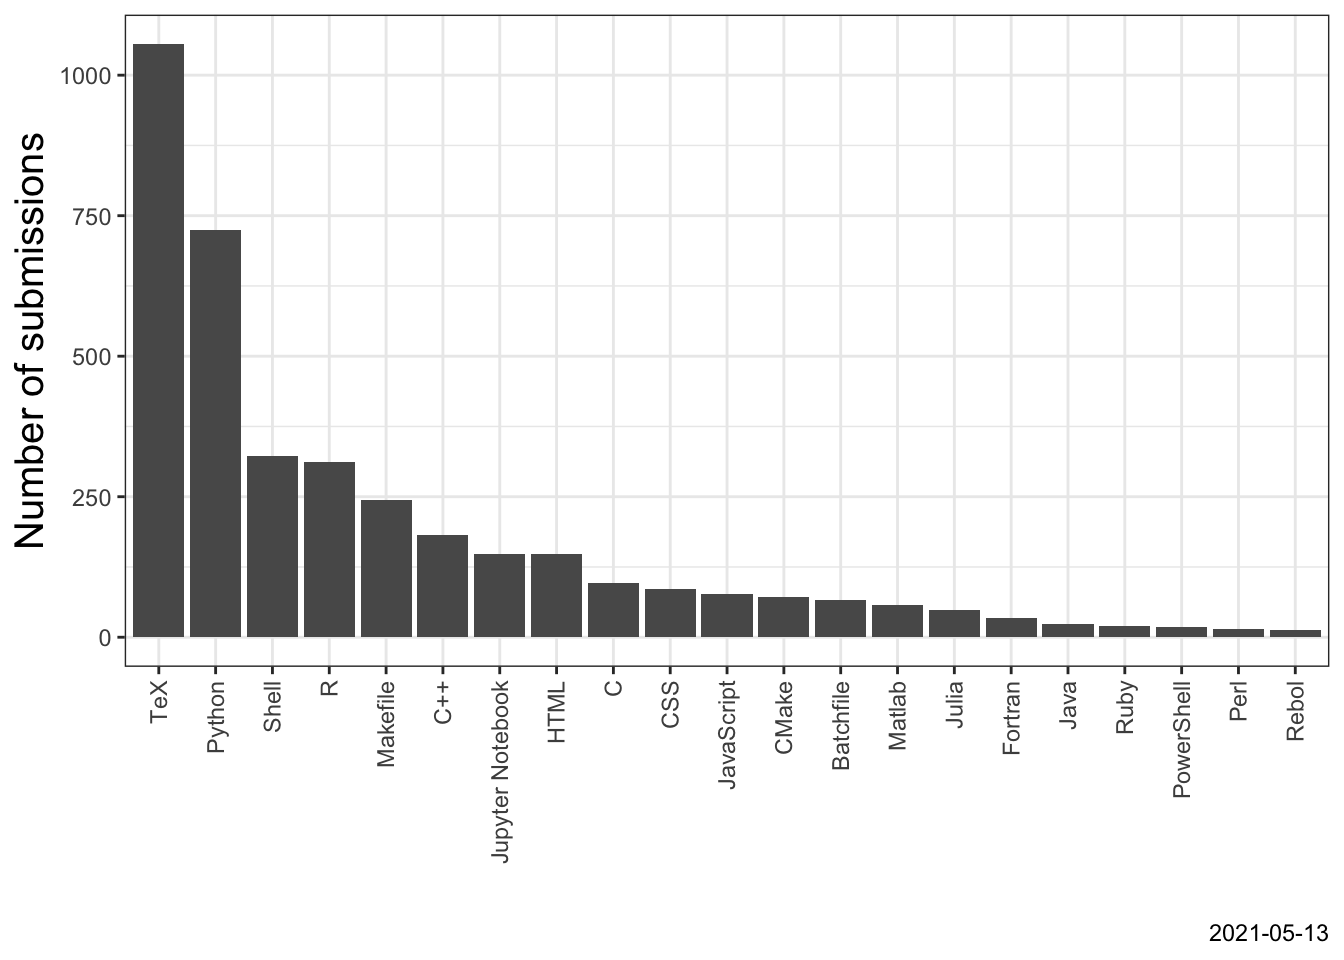 Number of submissions
1000
750
500
250
0
TeX
Python
Shell
R
Makefile
C++
Jupyter Notebook
HTML
C
CSS
JavaScript
CMake
Batchfile
Matlab
Julia
Fortran
Java
Ruby
PowerShell
Perl
Rebol
2021-05-13